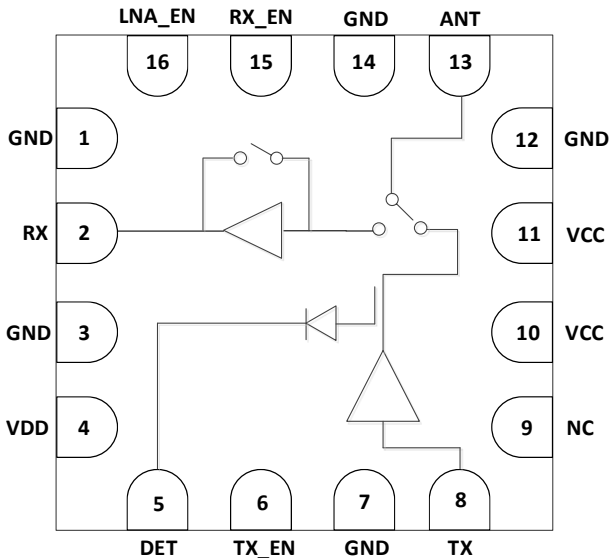 LNA_EN RX_EN GND ANT
16 15 14 13
GND 1 12 GND
RX 2 11 VCC
GND 3 10 VCC
VDD 4 9 NC
5 6 7 8
DET TX_EN GND TX